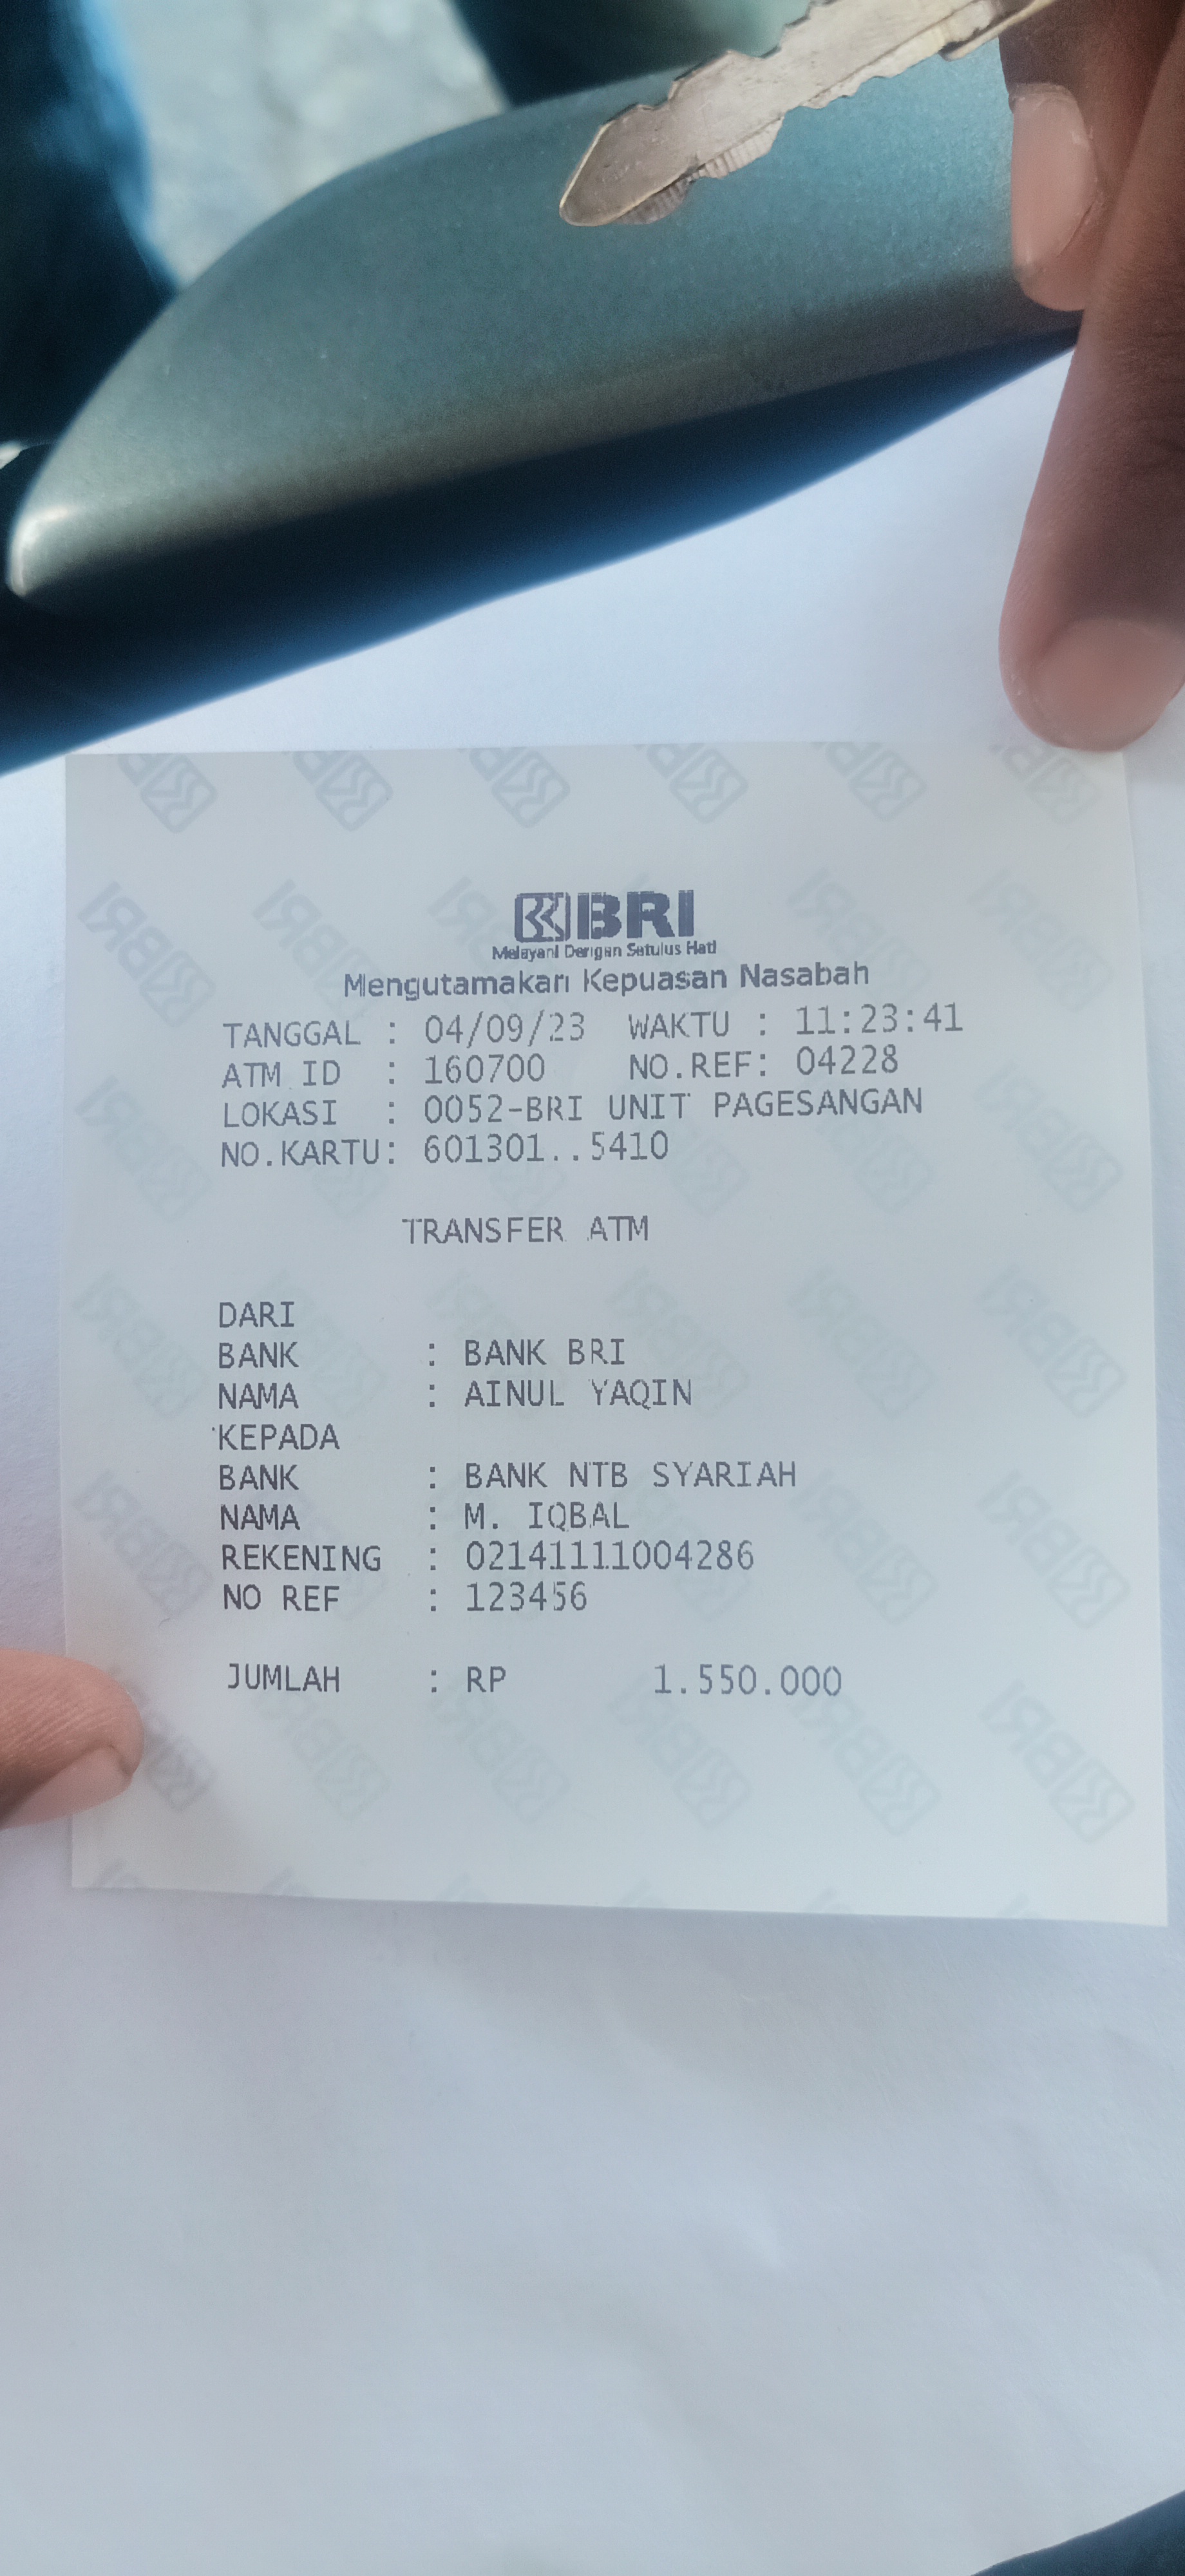 BRI
Melayani Dengan Setulus Hati
Mengutamakan Kepuasan Nasabah
TANGGAL : 04/09/23 WAKTU : 11:23:41
ATM ID : 160700 NO.REF: 04228
LOKASI : 0052-BRI UNIT PAGESANGAN
NO.KARTU: 601301..5410
TRANSFER ATM
DARI
BANK : BANK BRI
NAMA : AINUL YAQIN
KEPADA
BANK : BANK NTB SYARIAH
NAMA : M. IQBAL
REKENING : 02141111004286
NO REF : 123456
JUMLAH : RP 1.550.000